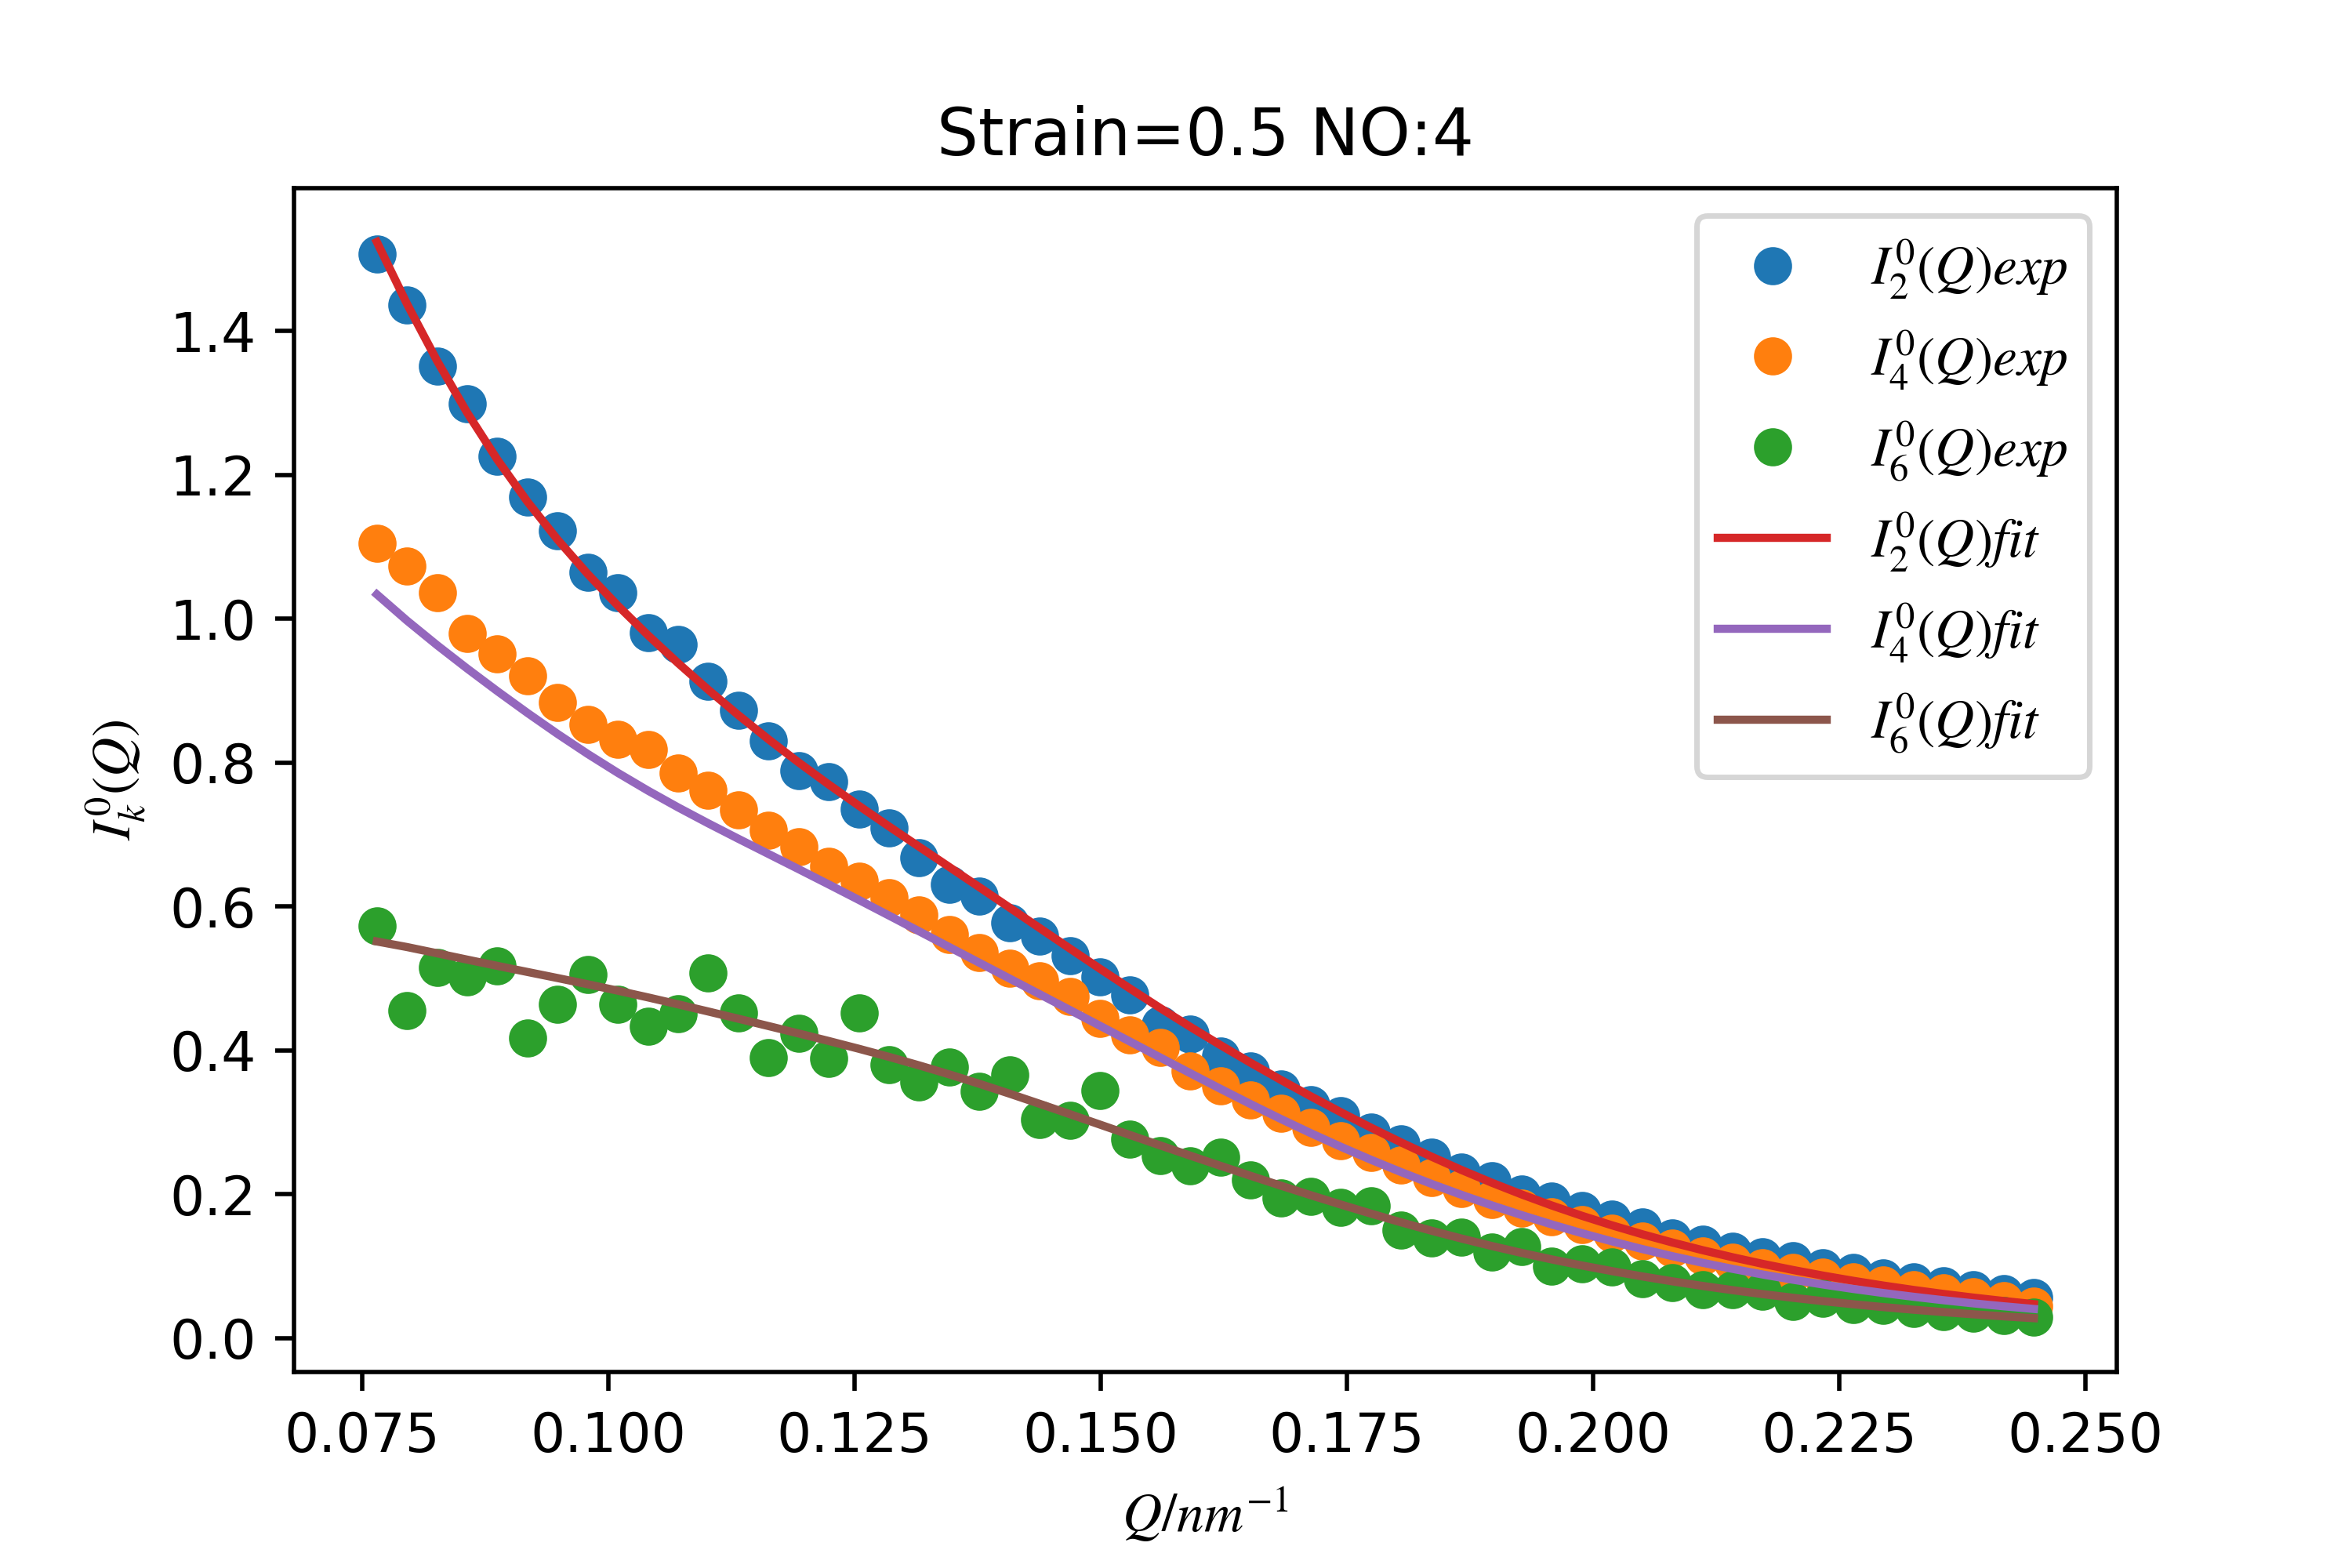 Strain=0.5 NO:4
I_2^0(Q)exp
I_4^0(Q)exp
I_6^0(Q)exp
I_2^0(Q)fit
I_4^0(Q)fit
I_6^0(Q)fit
I_k^0(Q)
1.4
1.2
1.0
0.8
0.6
0.4
0.2
0.0
0.075 0.100 0.125 0.150 0.175 0.200 0.225 0.250
Q/nm^{-1}